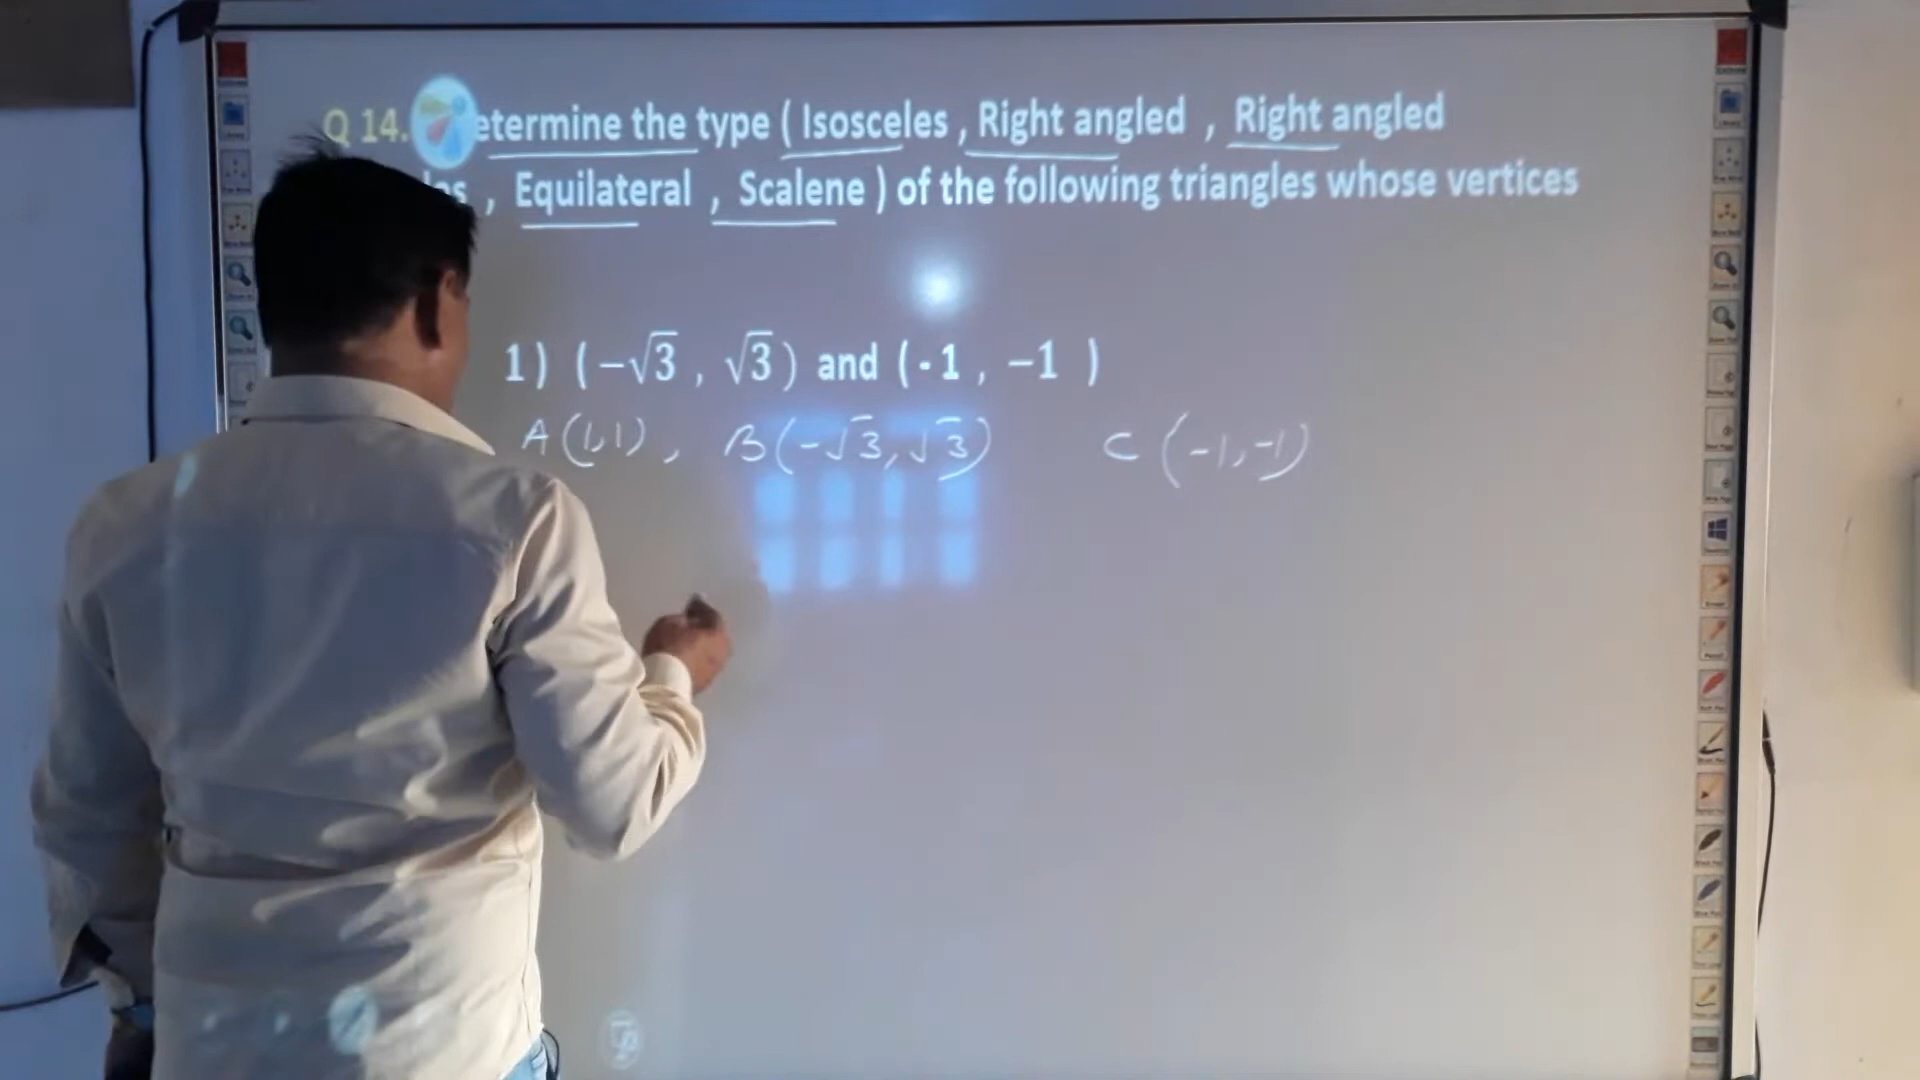 Q 14. etermine the type ( Isosceles , Right angled , Right angled
les , Equilateral , Scalene ) of the following triangles whose vertices
1) (-√3 , √3) and (-1 , -1 )
A (1,1) , B(-√3,√3) C (-1,-1)